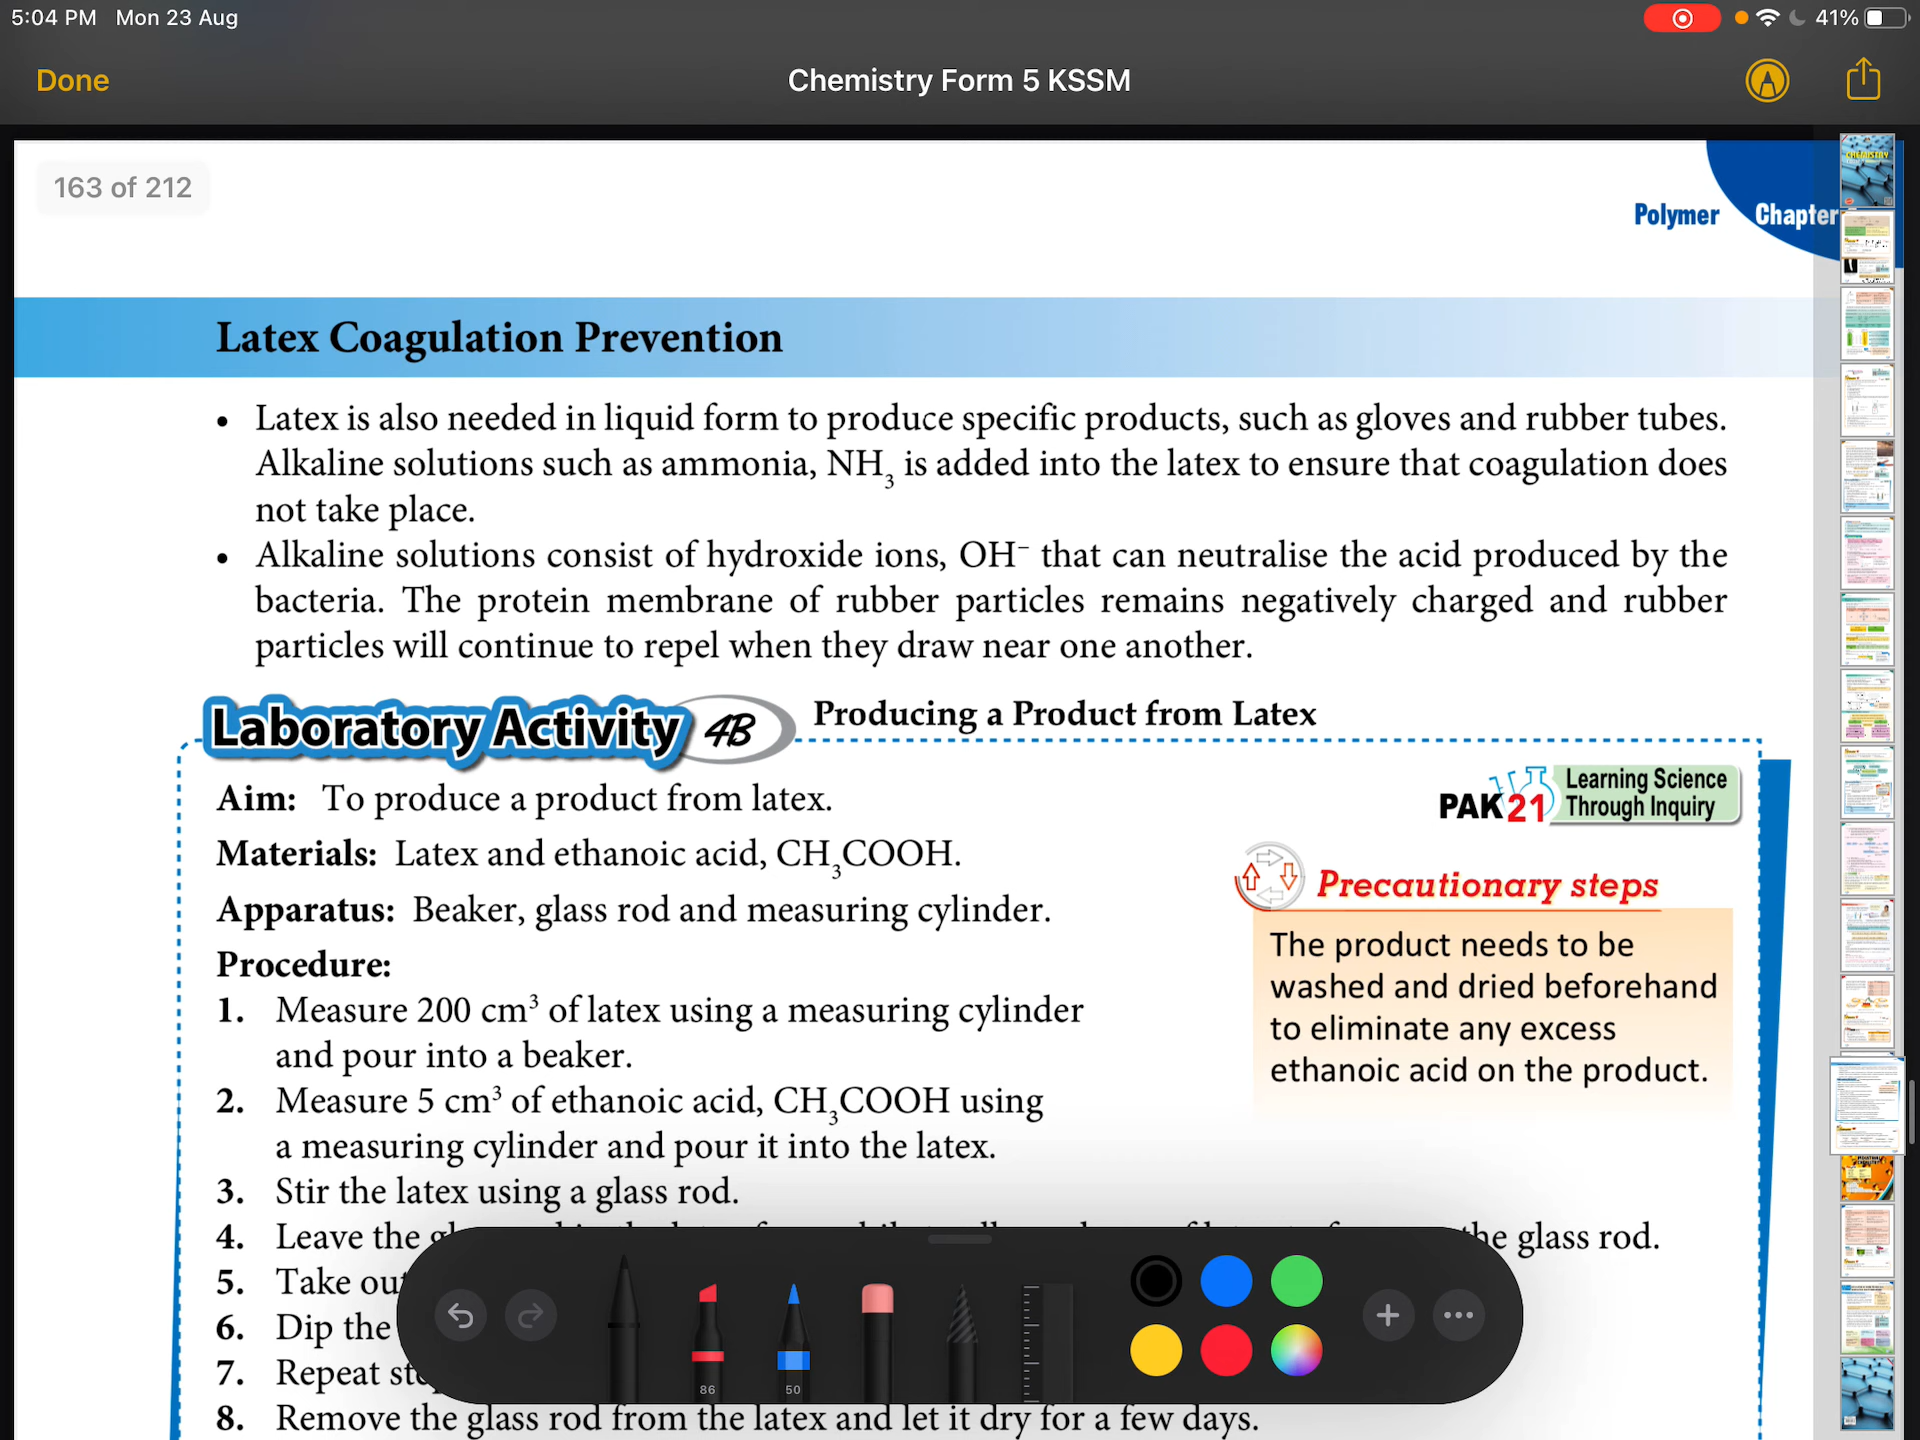 5:04 PM Mon 23 Aug
41%
Done
Chemistry Form 5 KSSM
163 of 212
Polymer Chapter
Latex Coagulation Prevention
• Latex is also needed in liquid form to produce specific products, such as gloves and rubber tubes.
Alkaline solutions such as ammonia, NH₃ is added into the latex to ensure that coagulation does
not take place.
• Alkaline solutions consist of hydroxide ions, OH⁻ that can neutralise the acid produced by the
bacteria. The protein membrane of rubber particles remains negatively charged and rubber
particles will continue to repel when they draw near one another.
Laboratory Activity 4B Producing a Product from Latex
Aim: To produce a product from latex.
PAK21 Learning Science
Through Inquiry
Materials: Latex and ethanoic acid, CH₃COOH.
Apparatus: Beaker, glass rod and measuring cylinder.
Precautionary steps
The product needs to be
washed and dried beforehand
to eliminate any excess
ethanoic acid on the product.
Procedure:
1. Measure 200 cm³ of latex using a measuring cylinder
and pour into a beaker.
2. Measure 5 cm³ of ethanoic acid, CH₃COOH using
a measuring cylinder and pour it into the latex.
3. Stir the latex using a glass rod.
4. Leave the the glass rod.
5. Take out
6. Dip the
7. Repeat
8. Remove the glass rod from the latex and let it dry for a few days.
86
50